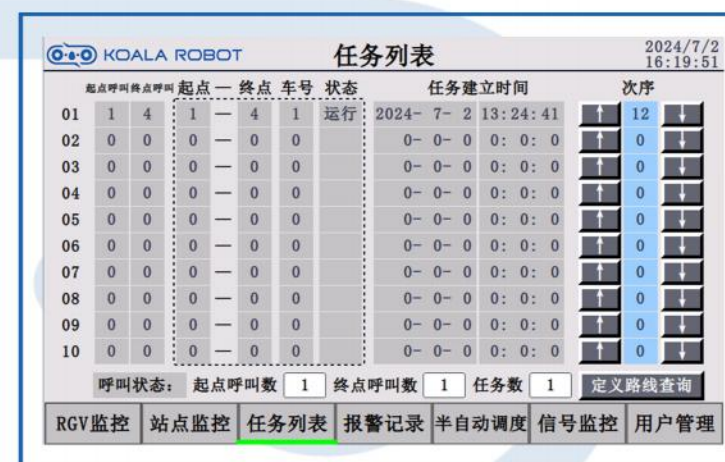 KOALA ROBOT 任务列表 2024/7/2
16:19:51
起点呼叫 终点呼叫 起点 — 终点 车号 状态 任务建立时间 次序
01 1 4 1 — 4 1 运行 2024- 7- 2 13:24:41 ↑ 12 ↓
02 0 0 0 — 0 0 0- 0- 0 0: 0: 0 ↑ 0 ↓
03 0 0 0 — 0 0 0- 0- 0 0: 0: 0 ↑ 0 ↓
04 0 0 0 — 0 0 0- 0- 0 0: 0: 0 ↑ 0 ↓
05 0 0 0 — 0 0 0- 0- 0 0: 0: 0 ↑ 0 ↓
06 0 0 0 — 0 0 0- 0- 0 0: 0: 0 ↑ 0 ↓
07 0 0 0 — 0 0 0- 0- 0 0: 0: 0 ↑ 0 ↓
08 0 0 0 — 0 0 0- 0- 0 0: 0: 0 ↑ 0 ↓
09 0 0 0 — 0 0 0- 0- 0 0: 0: 0 ↑ 0 ↓
10 0 0 0 — 0 0 0- 0- 0 0: 0: 0 ↑ 0 ↓
呼叫状态： 起点呼叫数 1 终点呼叫数 1 任务数 1 定义路线查询
RGV监控 站点监控 任务列表 报警记录 半自动调度 信号监控 用户管理